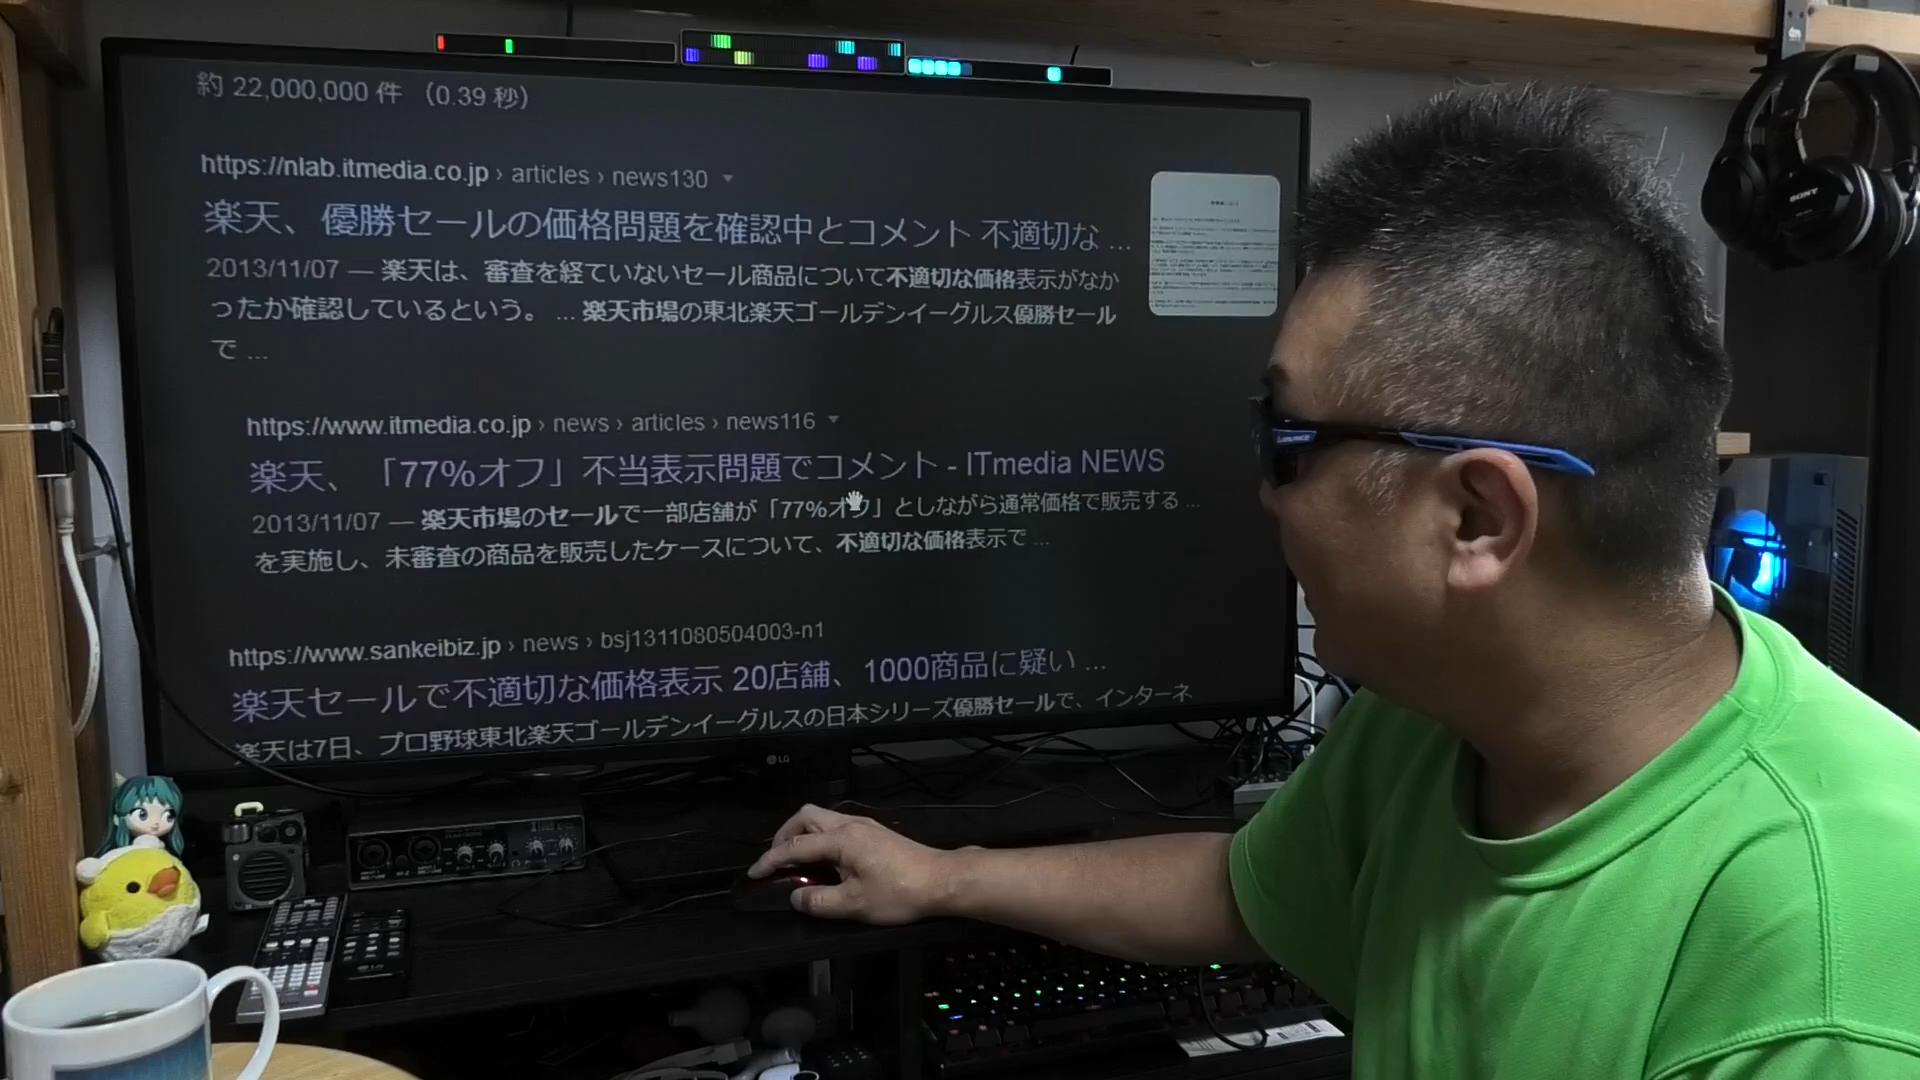 約 22,000,000 件 （0.39 秒）
https://nlab.itmedia.co.jp › articles › news130
楽天、優勝セールの価格問題を確認中とコメント 不適切な ...
2013/11/07 — 楽天は、審査を経ていないセール商品について不適切な価格表示がなか
ったか確認しているという。 ... 楽天市場の東北楽天ゴールデンイーグルス優勝セール
で ...
https://www.itmedia.co.jp › news › articles › news116
楽天、「77%オフ」不当表示問題でコメント - ITmedia NEWS
2013/11/07 — 楽天市場のセールで一部店舗が「77%オフ」としながら通常価格で販売する ...
を実施し、未審査の商品を販売したケースについて、不適切な価格表示で ...
https://www.sankeibiz.jp › news › bsj1311080504003-n1
楽天セールで不適切な価格表示 20店舗、1000商品に疑い ...
楽天は7日、プロ野球東北楽天ゴールデンイーグルスの日本シリーズ優勝セールで、インターネ
LG
SONY